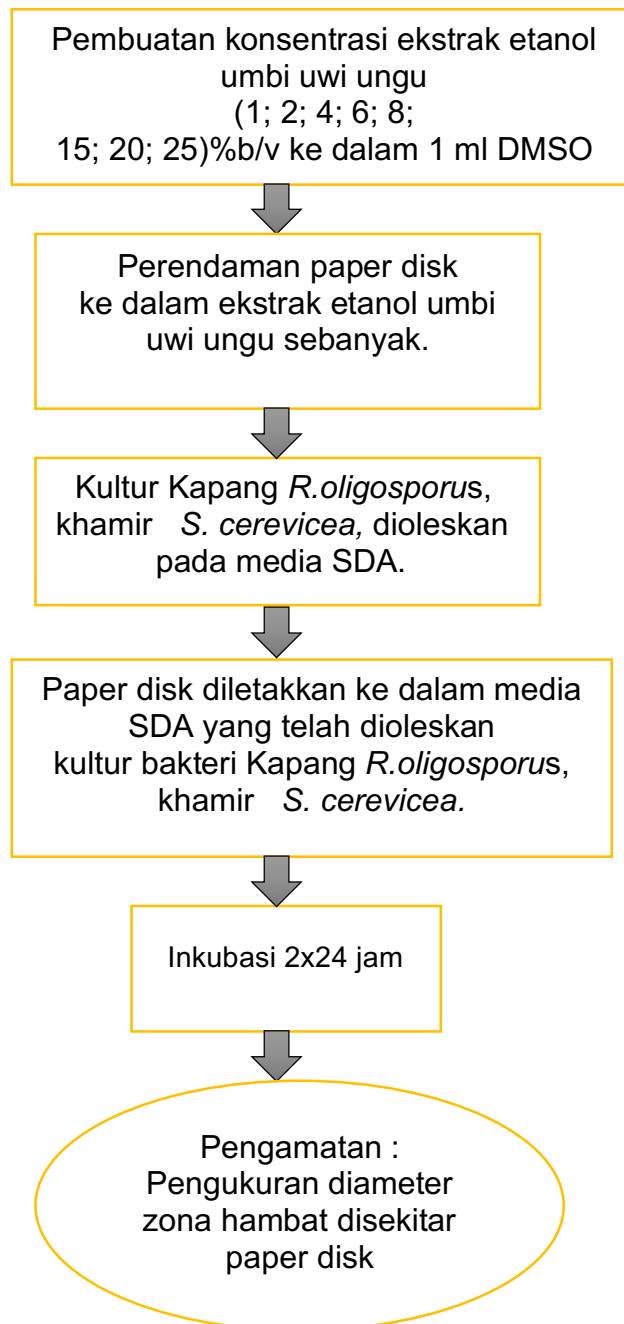 Pembuatan konsentrasi ekstrak etanol
umbi uwi ungu
(1; 2; 4; 6; 8;
15; 20; 25)%b/v ke dalam 1 ml DMSO
Perendaman paper disk
ke dalam ekstrak etanol umbi
uwi ungu sebanyak.
Kultur Kapang R.oligosporus,
khamir S. cerevicea, dioleskan
pada media SDA.
Paper disk diletakkan ke dalam media
SDA yang telah dioleskan
kultur bakteri Kapang R.oligosporus,
khamir S. cerevicea.
Inkubasi 2x24 jam
Pengamatan :
Pengukuran diameter
zona hambat disekitar
paper disk